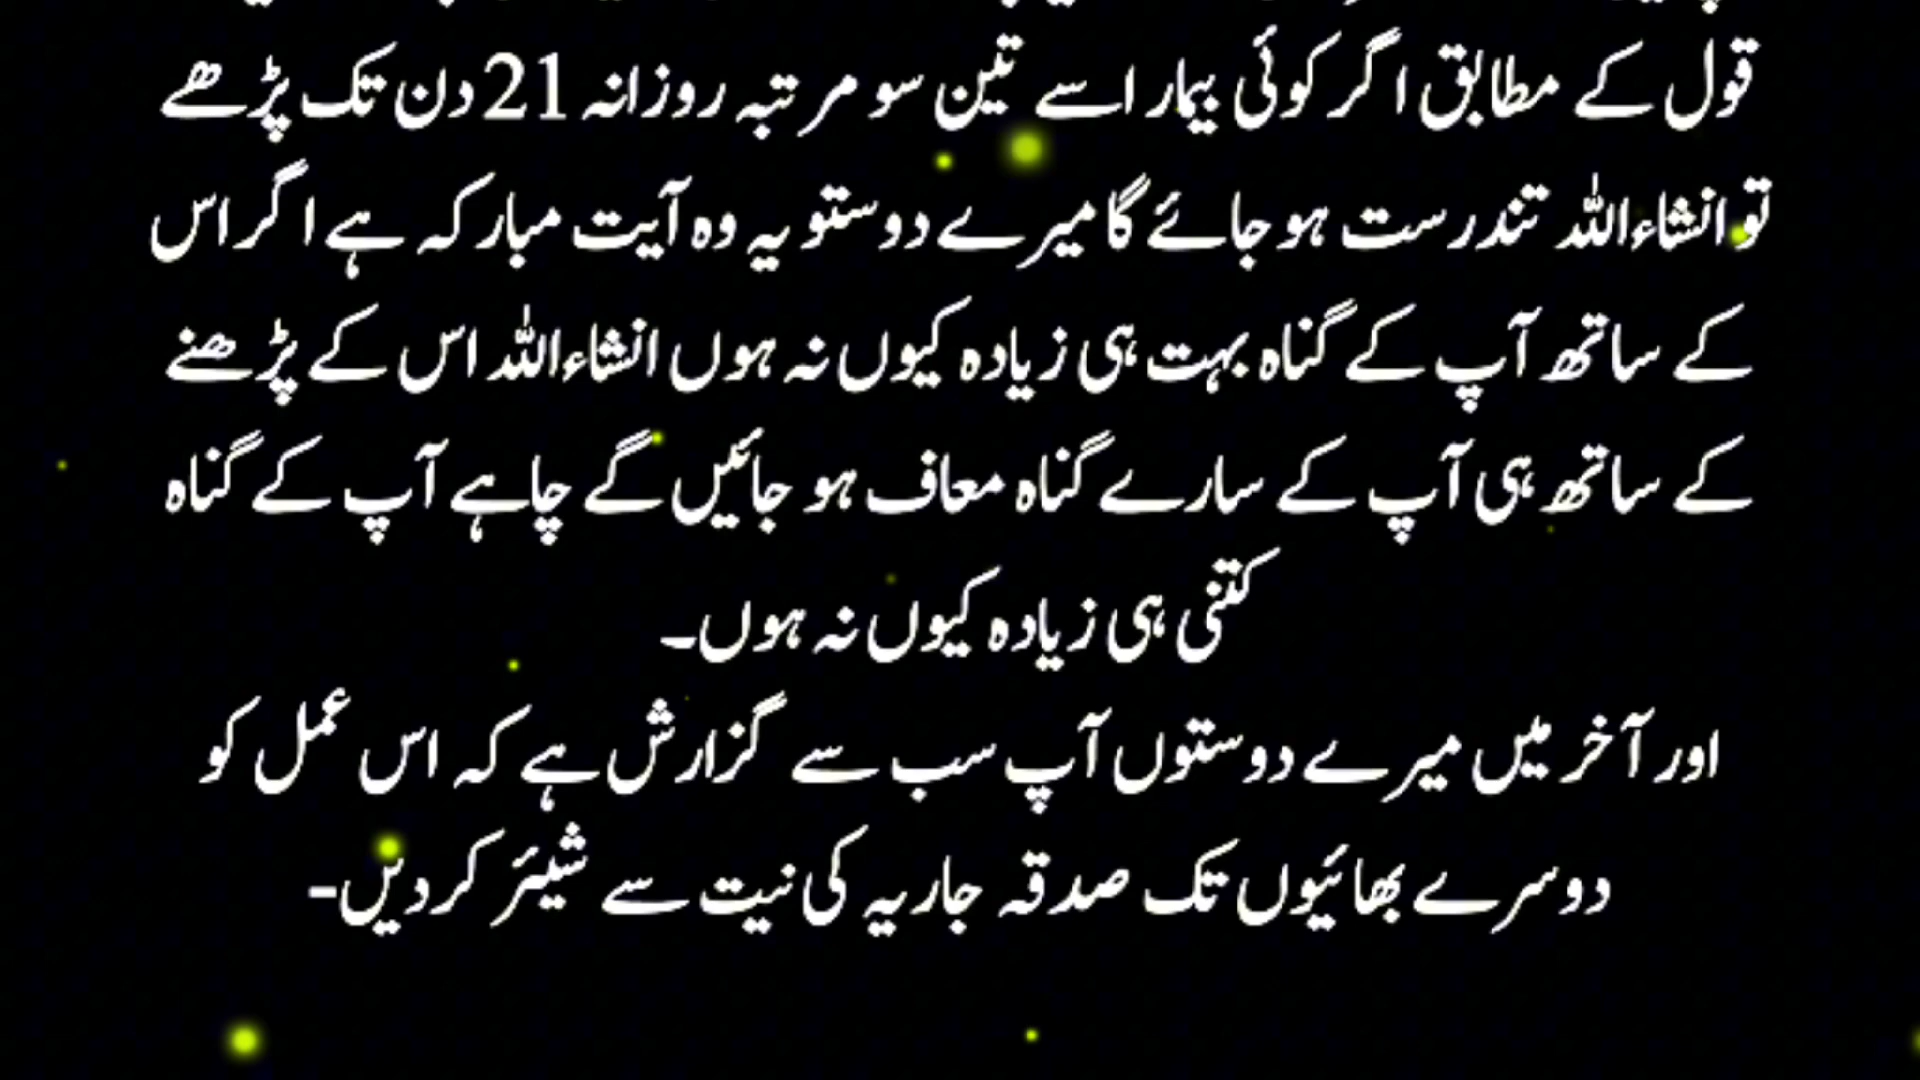 قول کے مطابق اگر کوئی بیمار اسے تین سو مرتبہ روزانہ 21 دن تک پڑھے
تو انشاءاللہ تندرست ہو جائے گا میرے دوستو یہ وہ آیت مبارکہ ہے اگر اس
کے ساتھ آپ کے گناہ بہت ہی زیادہ کیوں نہ ہوں انشاءاللہ اس کے پڑھنے
کے ساتھ ہی آپ کے سارے گناہ معاف ہو جائیں گے چاہے آپ کے گناہ
کتنی ہی زیادہ کیوں نہ ہوں۔
اور آخر میں میرے دوستوں آپ سب سے گزارش ہے کہ اس عمل کو
دوسرے بھائیوں تک صدقہ جاریہ کی نیت سے شیئر کر دیں-